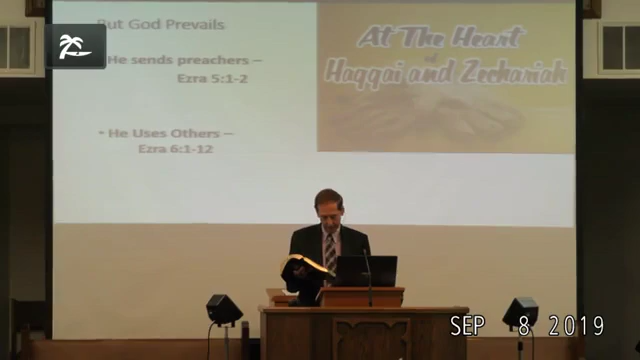 But God Prevails
He sends preachers –
Ezra 5:1-2
• He Uses Others –
Ezra 6:1-12
At The Heart
of
Haggai and Zechariah
SEP 8 2019